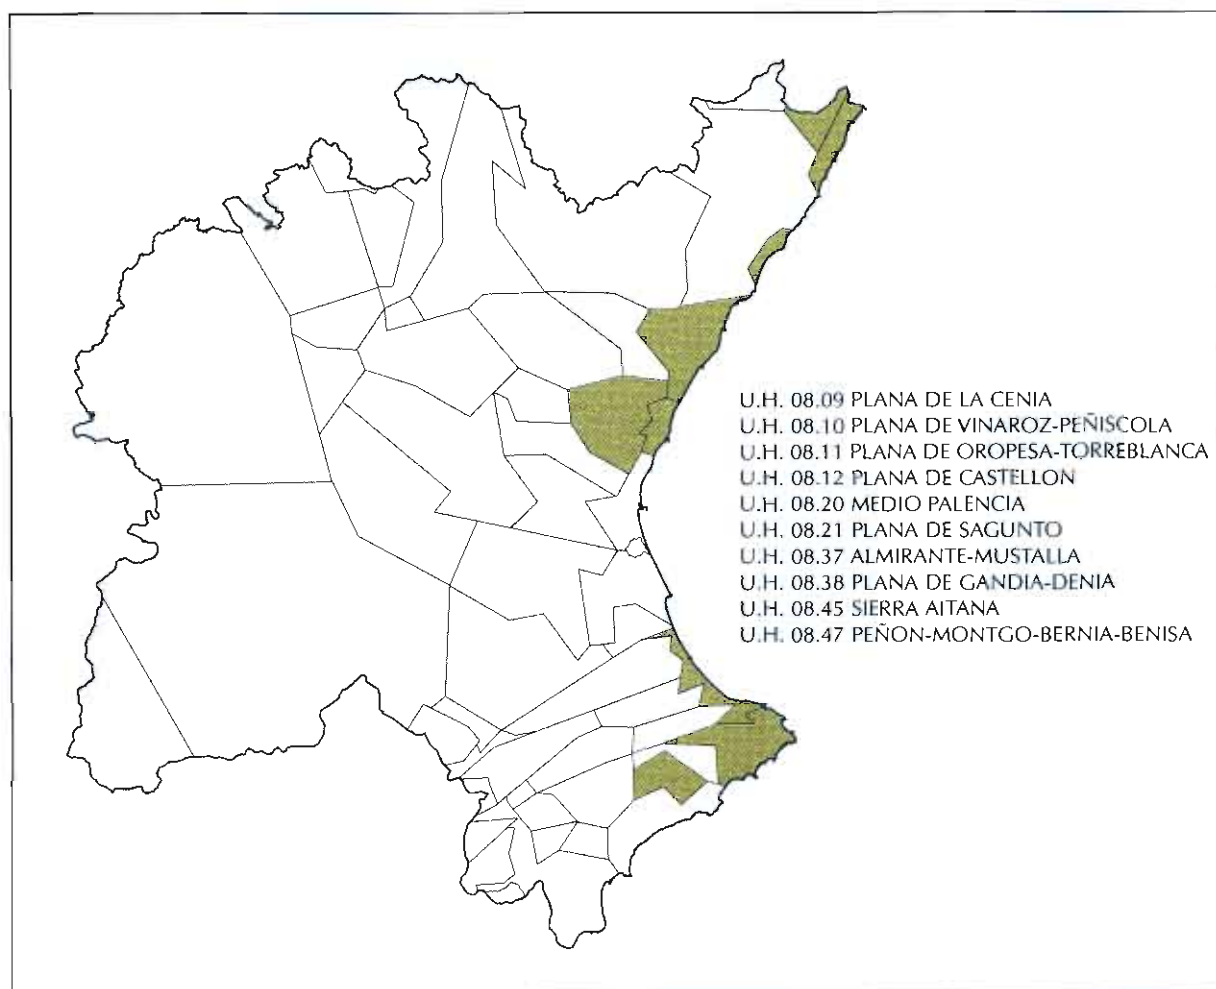 U.H. 08.09 PLANA DE LA CENIA
U.H. 08.10 PLANA DE VINAROZ-PEÑISCOLA
U.H. 08.11 PLANA DE OROPESA-TORREBLANCA
U.H. 08.12 PLANA DE CASTELLON
U.H. 08.20 MEDIO PALENCIA
U.H. 08.21 PLANA DE SAGUNTO
U.H. 08.37 ALMIRANTE-MUSTALLA
U.H. 08.38 PLANA DE GANDIA-DENIA
U.H. 08.45 SIERRA AITANA
U.H. 08.47 PEÑON-MONTGO-BERNIA-BENISA